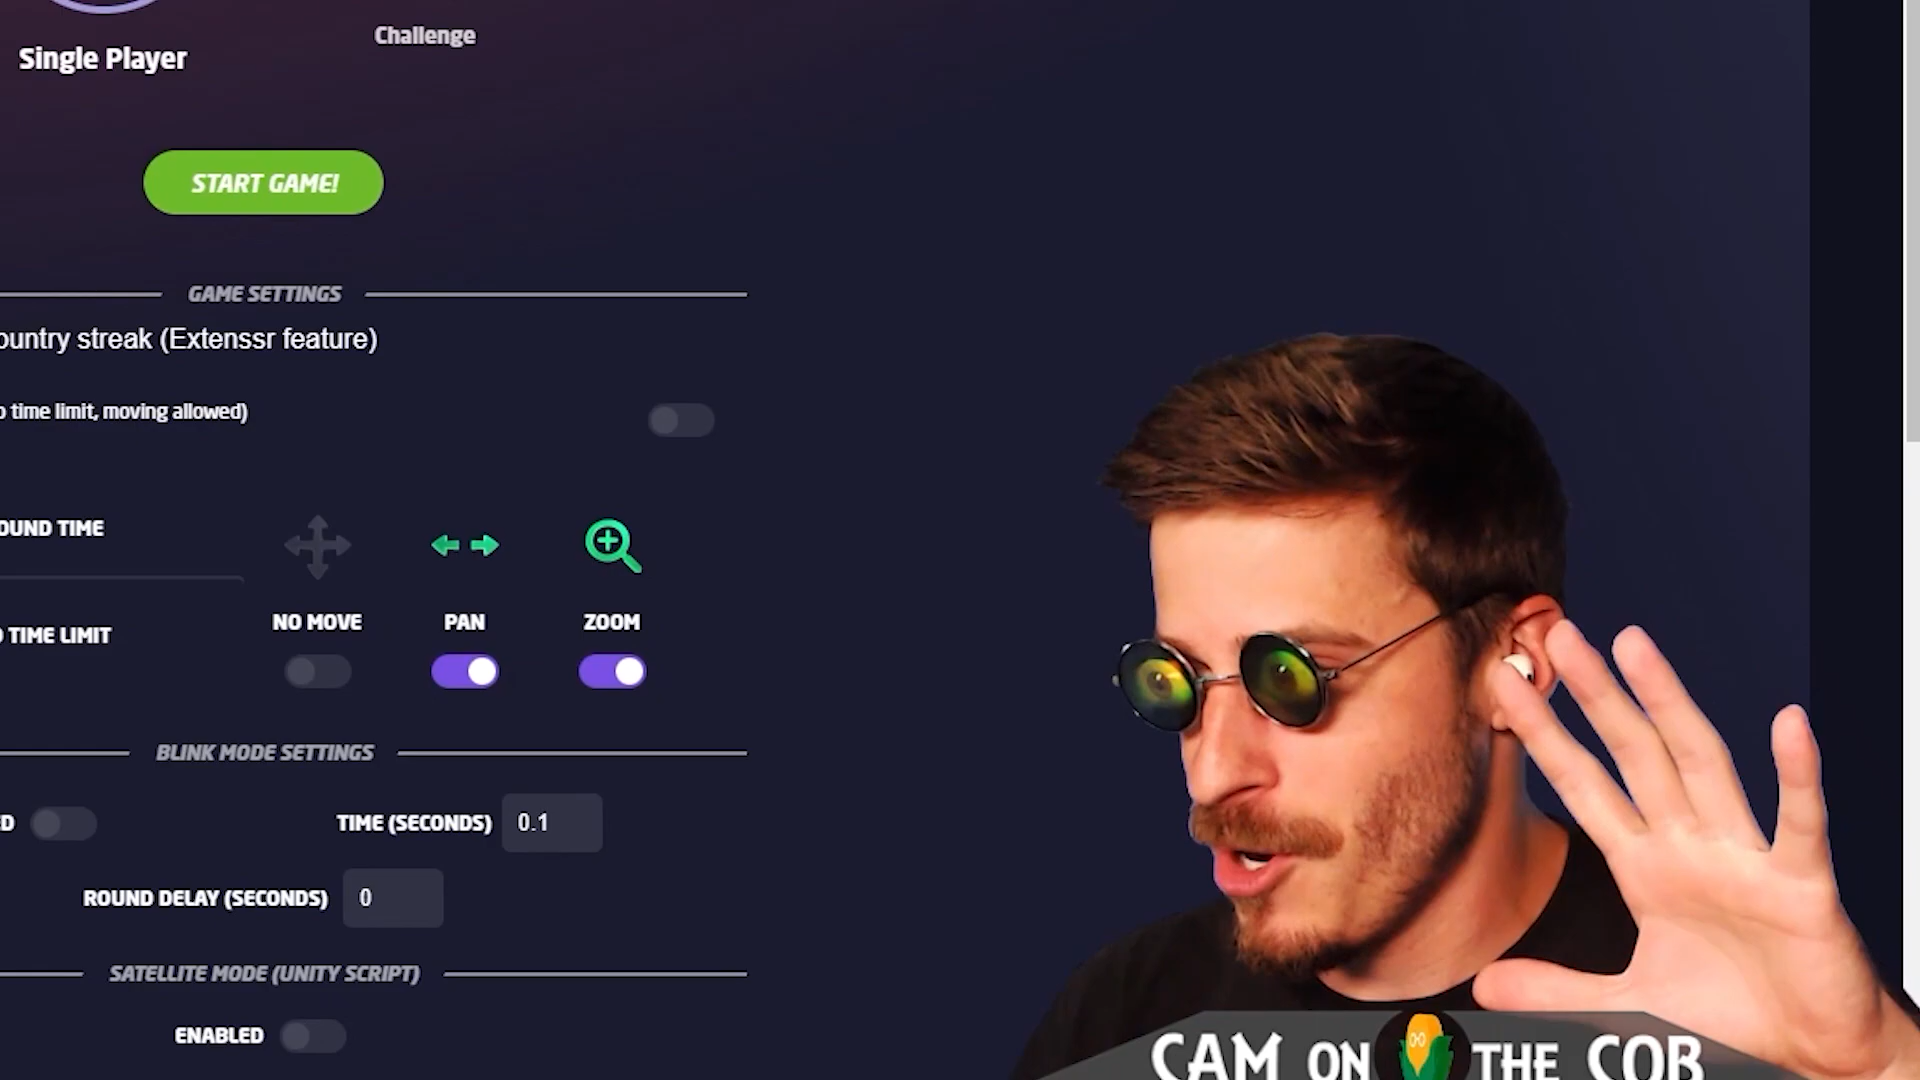 Challenge
Single Player
START GAME!
GAME SETTINGS
ountry streak (Extenssr feature)
o time limit, moving allowed)
OUND TIME
NO MOVE PAN ZOOM
TIME LIMIT
BLINK MODE SETTINGS
ED TIME (SECONDS) 0.1
ROUND DELAY (SECONDS) 0
SATELLITE MODE (UNITY SCRIPT)
ENABLED
CAM ON THE COB